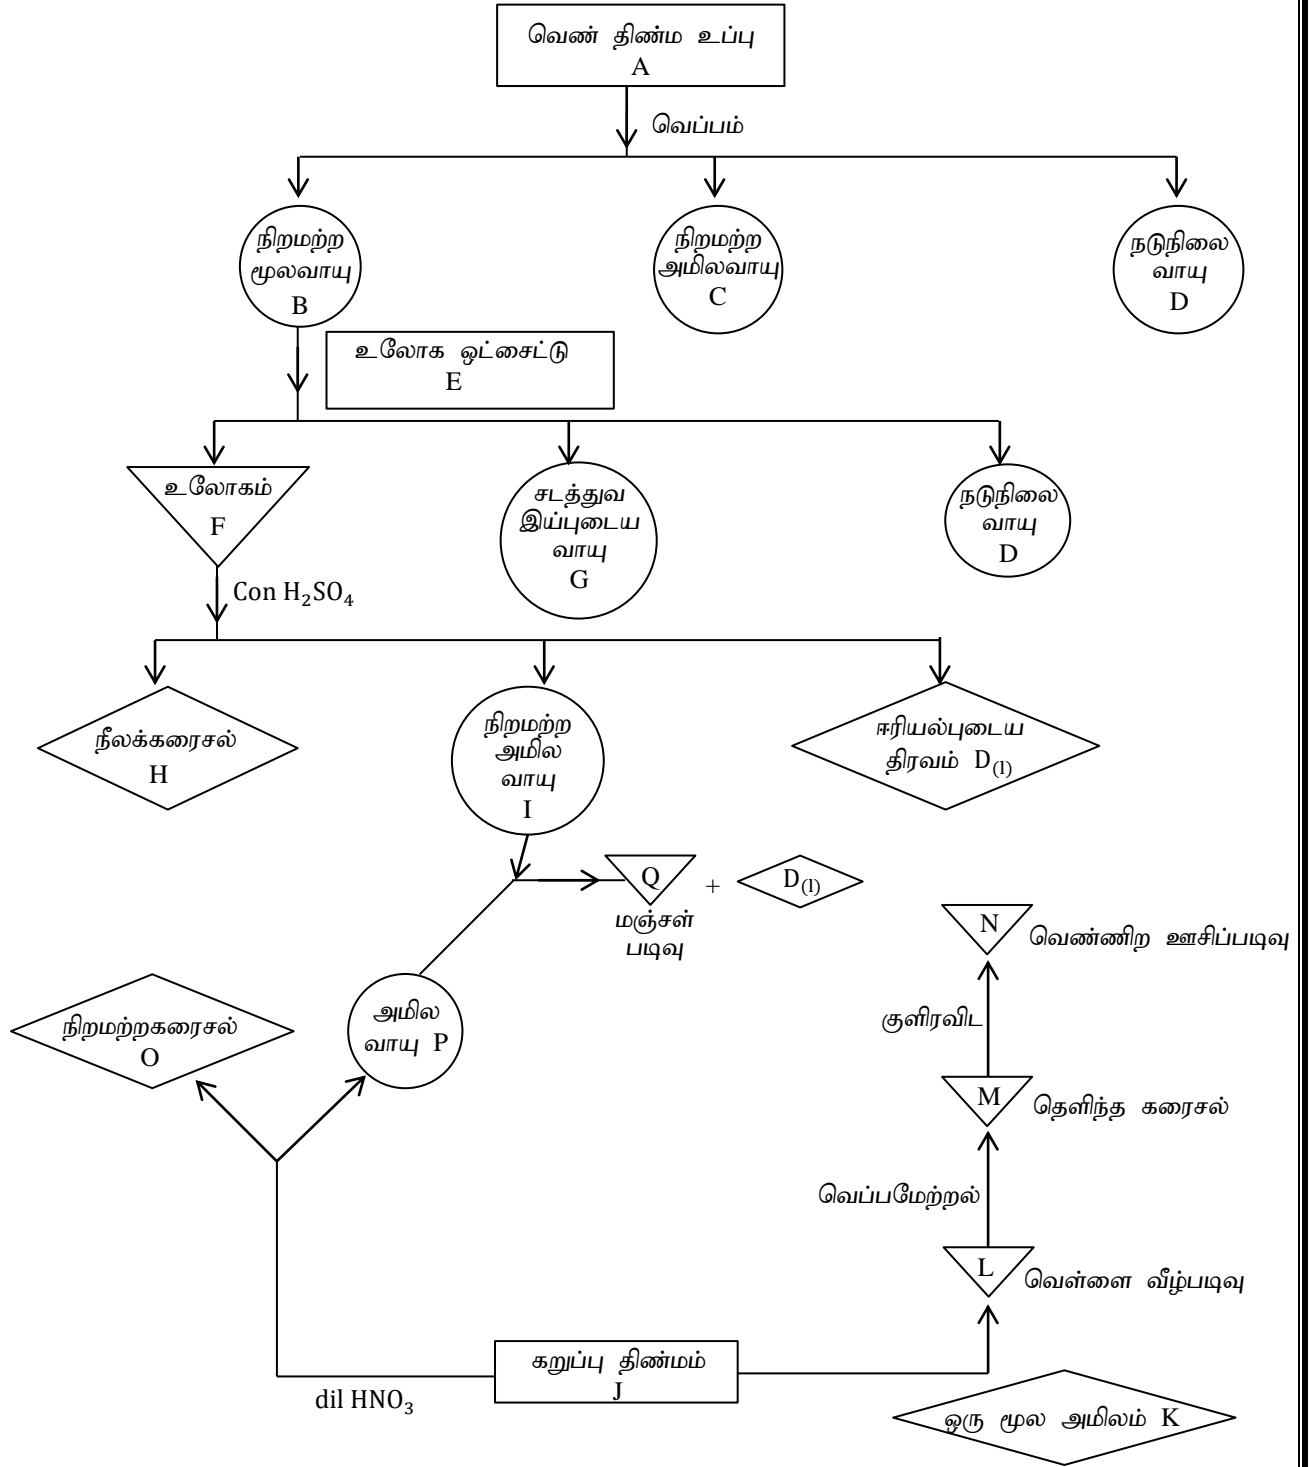 வெண் திண்ம உப்பு
A
வெப்பம்
நிறமற்ற
மூலவாயு
B
நிறமற்ற
அமிலவாயு
C
நடுநிலை
வாயு
D
உலோக ஒட்சைட்டு
E
உலோகம்
F
சடத்துவ
இய்புடைய
வாயு
G
நடுநிலை
வாயு
D
Con H₂SO₄
நீலக்கரைசல்
H
நிறமற்ற
அமில
வாயு
I
ஈரியல்புடைய
திரவம் D₍ₗ₎
Q
+
D₍ₗ₎
மஞ்சள்
படிவு
N
வெண்ணிற ஊசிப்படிவு
குளிரவிட
நிறமற்றகரைசல்
O
அமில
வாயு P
M
தெளிந்த கரைசல்
வெப்பமேற்றல்
L
வெள்ளை வீழ்படிவு
கறுப்பு திண்மம்
J
dil HNO₃
ஒரு மூல அமிலம் K